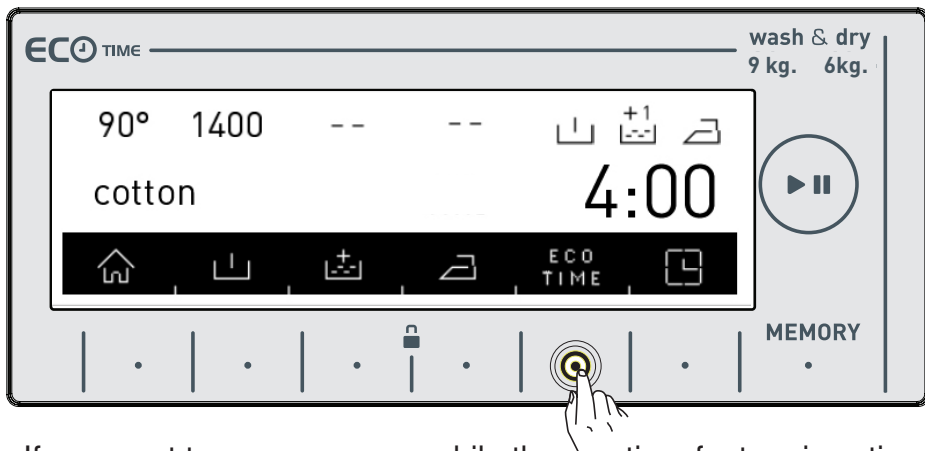 ECO TIME
wash & dry
9 kg. 6kg.
90° 1400 -- -- +1
cotton 4:00
ECO
TIME
MEMORY